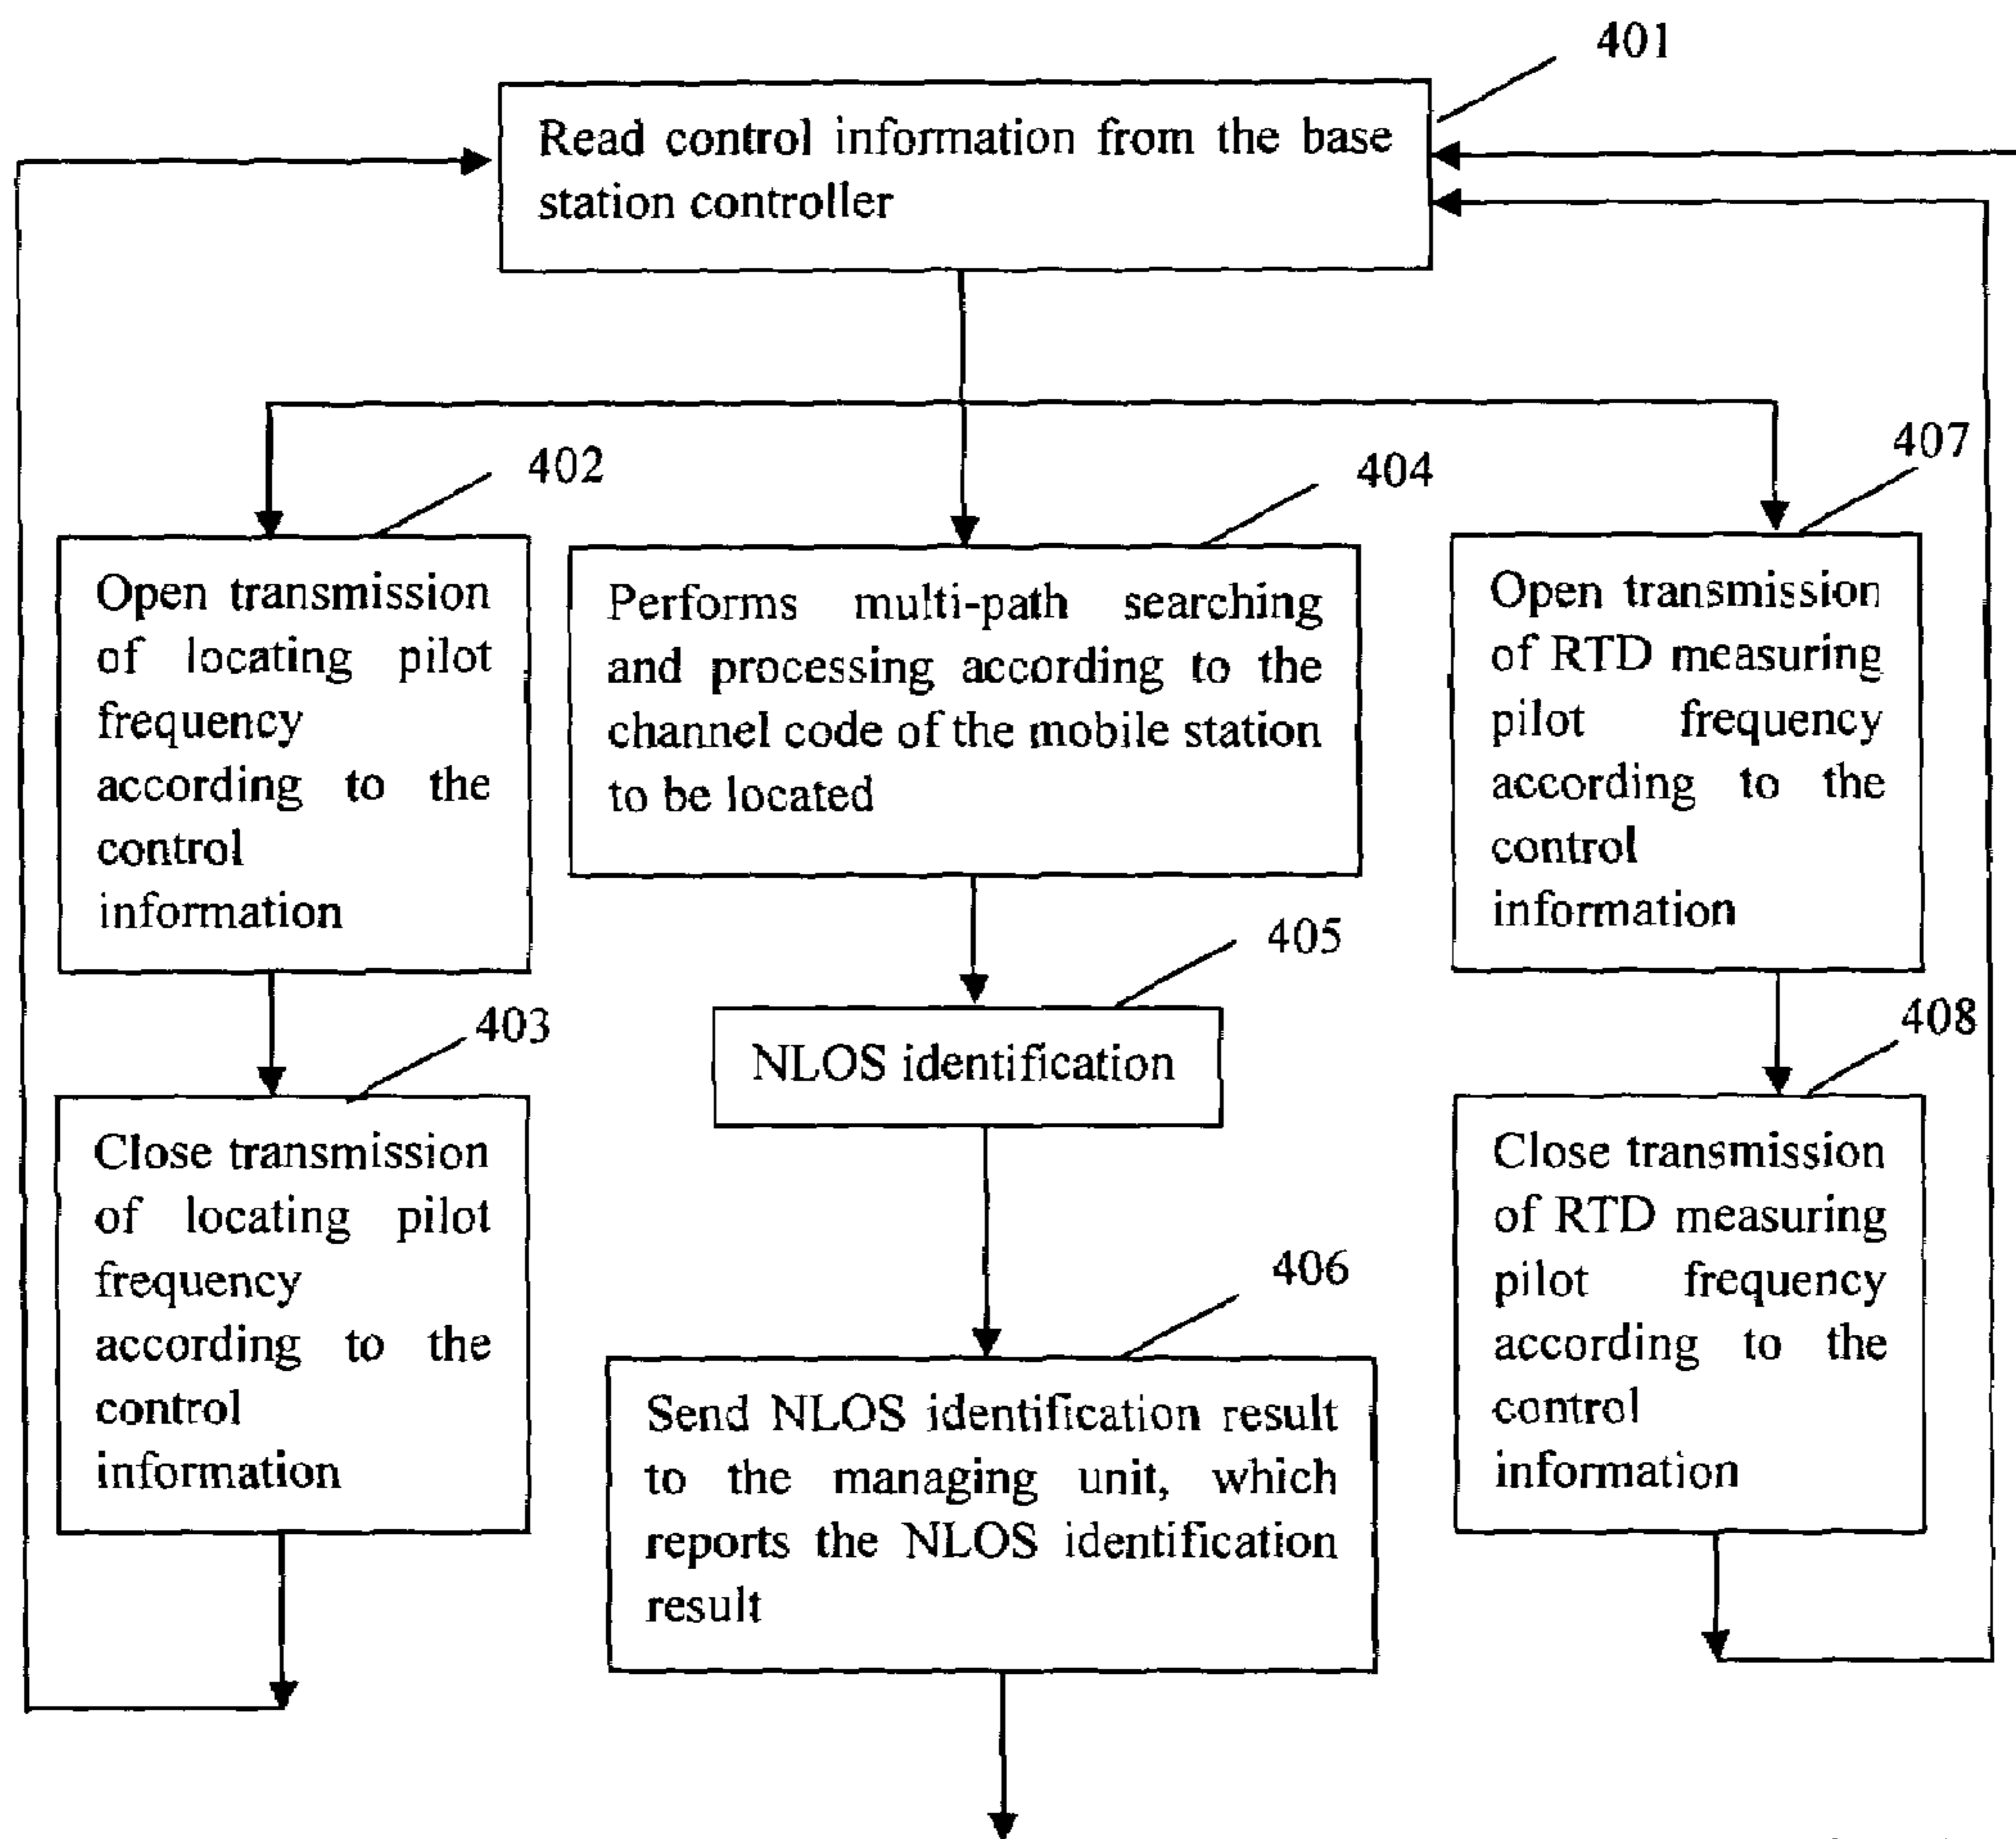 401
Read control information from the base
station controller
402
Open transmission
of locating pilot
frequency
according to the
control
information
403
Close transmission
of locating pilot
frequency
according to the
control
information
404
Performs multi-path searching
and processing according to the
channel code of the mobile station
to be located
405
NLOS identification
406
Send NLOS identification result
to the managing unit, which
reports the NLOS identification
result
407
Open transmission
of RTD measuring
pilot frequency
according to the
control
information
408
Close transmission
of RTD measuring
pilot frequency
according to the
control
information